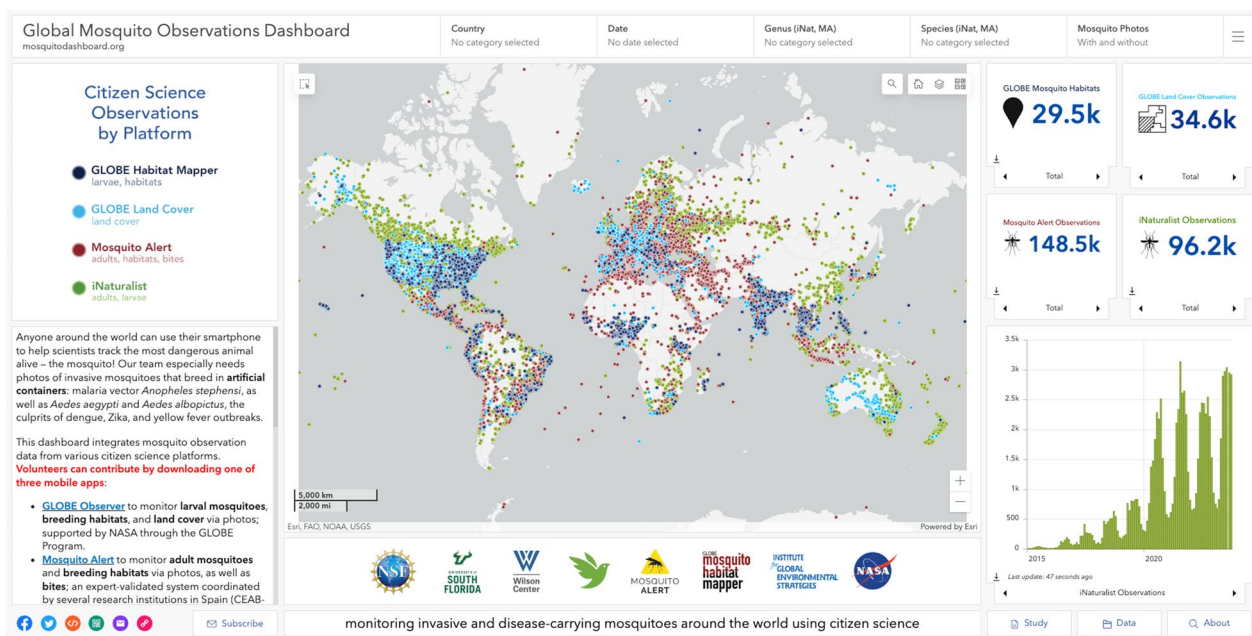 Global Mosquito Observations Dashboard
mosquitodashboard.org
Country
No category selected
Date
No date selected
Genus (iNat, MA)
No category selected
Species (iNat, MA)
No category selected
Mosquito Photos
With and without
Citizen Science
Observations
by Platform
GLOBE Habitat Mapper
larvae, habitats
GLOBE Land Cover
land cover
Mosquito Alert
adults, habitats, bites
iNaturalist
adults, larvae
Anyone around the world can use their smartphone
to help scientists track the most dangerous animal
alive – the mosquito! Our team especially needs
photos of invasive mosquitoes that breed in artificial
containers: malaria vector Anopheles stephensi, as
well as Aedes aegypti and Aedes albopictus, the
culprits of dengue, Zika, and yellow fever outbreaks.
This dashboard integrates mosquito observation
data from various citizen science platforms.
Volunteers can contribute by downloading one of
three mobile apps:
• GLOBE Observer to monitor larval mosquitoes,
breeding habitats, and land cover via photos;
supported by NASA through the GLOBE
Program.
• Mosquito Alert to monitor adult mosquitoes
and breeding habitats via photos, as well as
bites; an expert-validated system coordinated
by several research institutions in Spain (CEAB-
Subscribe
5,000 km
2,000 mi
Esri, FAO, NOAA, USGS
Powered by Esri
NSF
UNIVERSITY of
SOUTH
FLORIDA
Wilson
Center
MOSQUITO
ALERT
GLOBE
mosquito
habitat
mapper
INSTITUTE
for GLOBAL
ENVIRONMENTAL
STRATEGIES
NASA
monitoring invasive and disease-carrying mosquitoes around the world using citizen science
GLOBE Mosquito Habitats
29.5k
Total
GLOBE Land Cover Observations
34.6k
Total
Mosquito Alert Observations
148.5k
Total
iNaturalist Observations
96.2k
Total
3.5k
3k
2.5k
2k
1.5k
1k
500
0
2015
2020
Last update: 47 seconds ago
iNaturalist Observations
Study
Data
About